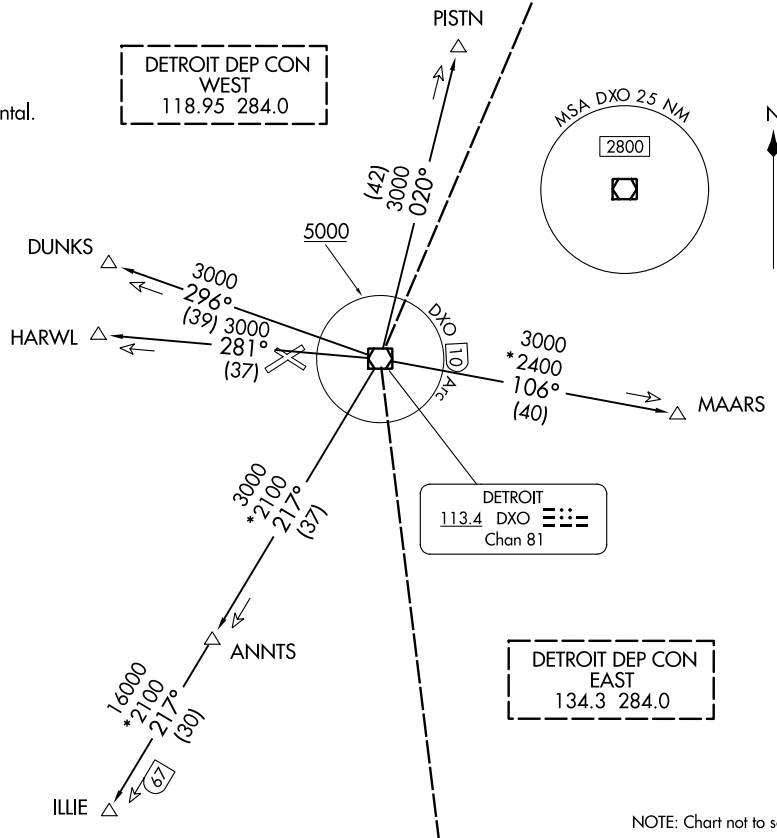 PISTN
DETROIT DEP CON
WEST
118.95 284.0
ntal.
MSA DXO 25 NM
2800
N
(42)
3000
020°
5000
DUNKS
3000
296°
(39)
HARWL
3000
281°
(37)
DXO 10 Arc
3000
*2400
106°
(40)
MAARS
3000
*2100
217°
(37)
DETROIT
113.4 DXO
Chan 81
ANNTS
DETROIT DEP CON
EAST
134.3 284.0
16000
*2100
217°
(30)
67
ILLIE
NOTE: Chart not to s